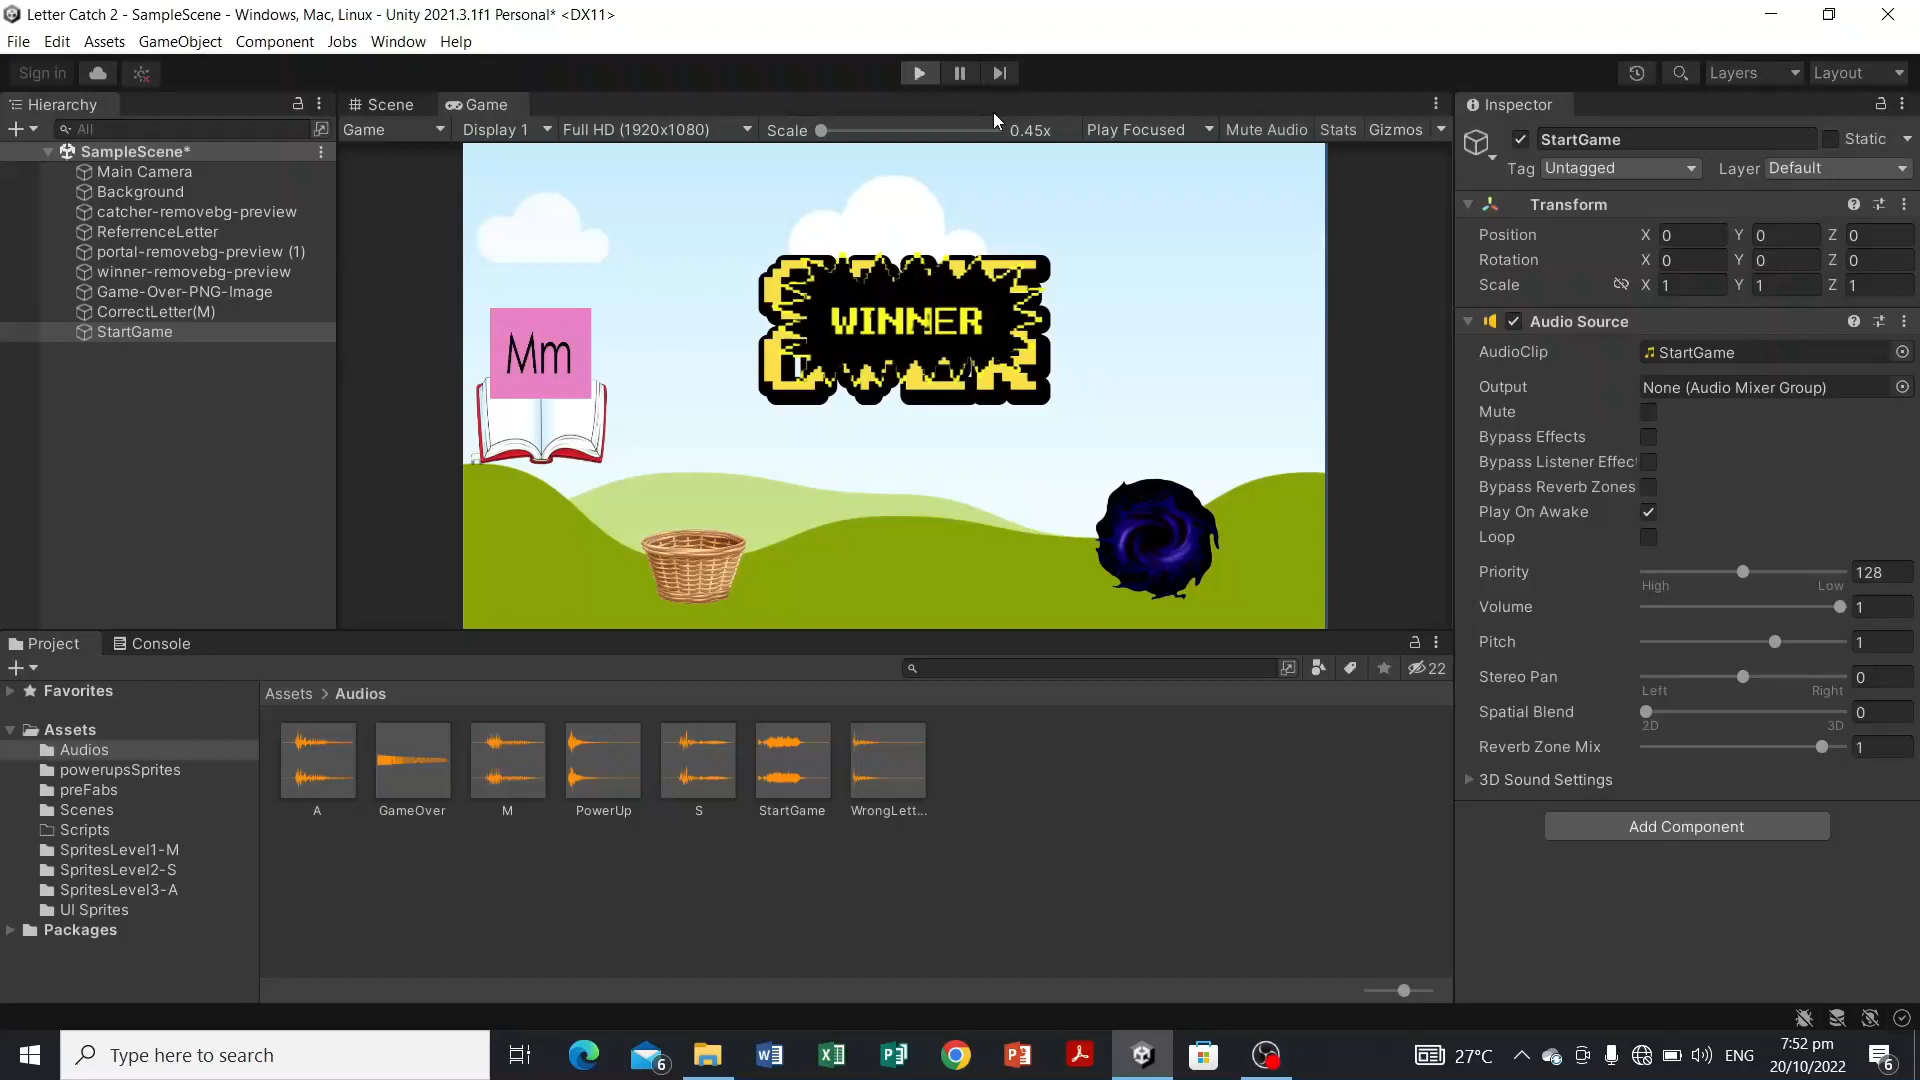 Letter Catch 2 - SampleScene - Windows, Mac, Linux - Unity 2021.3.1f1 Personal* <DX11>
File Edit Assets GameObject Component Jobs Window Help
Sign in
Layers
Layout
Hierarchy
Scene
Game
Inspector
All
Game
Display 1
Full HD (1920x1080)
Scale
0.45x
Play Focused
Mute Audio
Stats
Gizmos
StartGame
Static
Tag Untagged
Layer Default
SampleScene*
Main Camera
Background
catcher-removebg-preview
ReferrenceLetter
portal-removebg-preview (1)
winner-removebg-preview
Game-Over-PNG-Image
CorrectLetter(M)
StartGame
WINNER
Mm
Transform
Position X 0 Y 0 Z 0
Rotation X 0 Y 0 Z 0
Scale X 1 Y 1 Z 1
Audio Source
AudioClip StartGame
Output None (Audio Mixer Group)
Mute
Bypass Effects
Bypass Listener Effec
Bypass Reverb Zones
Play On Awake
Loop
Priority 128
High Low
Volume 1
Pitch 1
Stereo Pan 0
Left Right
Spatial Blend 0
2D 3D
Reverb Zone Mix 1
3D Sound Settings
Add Component
Project
Console
22
Favorites
Assets
Audios
powerupsSprites
preFabs
Scenes
Scripts
SpritesLevel1-M
SpritesLevel2-S
SpritesLevel3-A
UI Sprites
Packages
Assets > Audios
A
GameOver
M
PowerUp
S
StartGame
WrongLett...
Type here to search
6
27°C
ENG
7:52 pm
20/10/2022
6